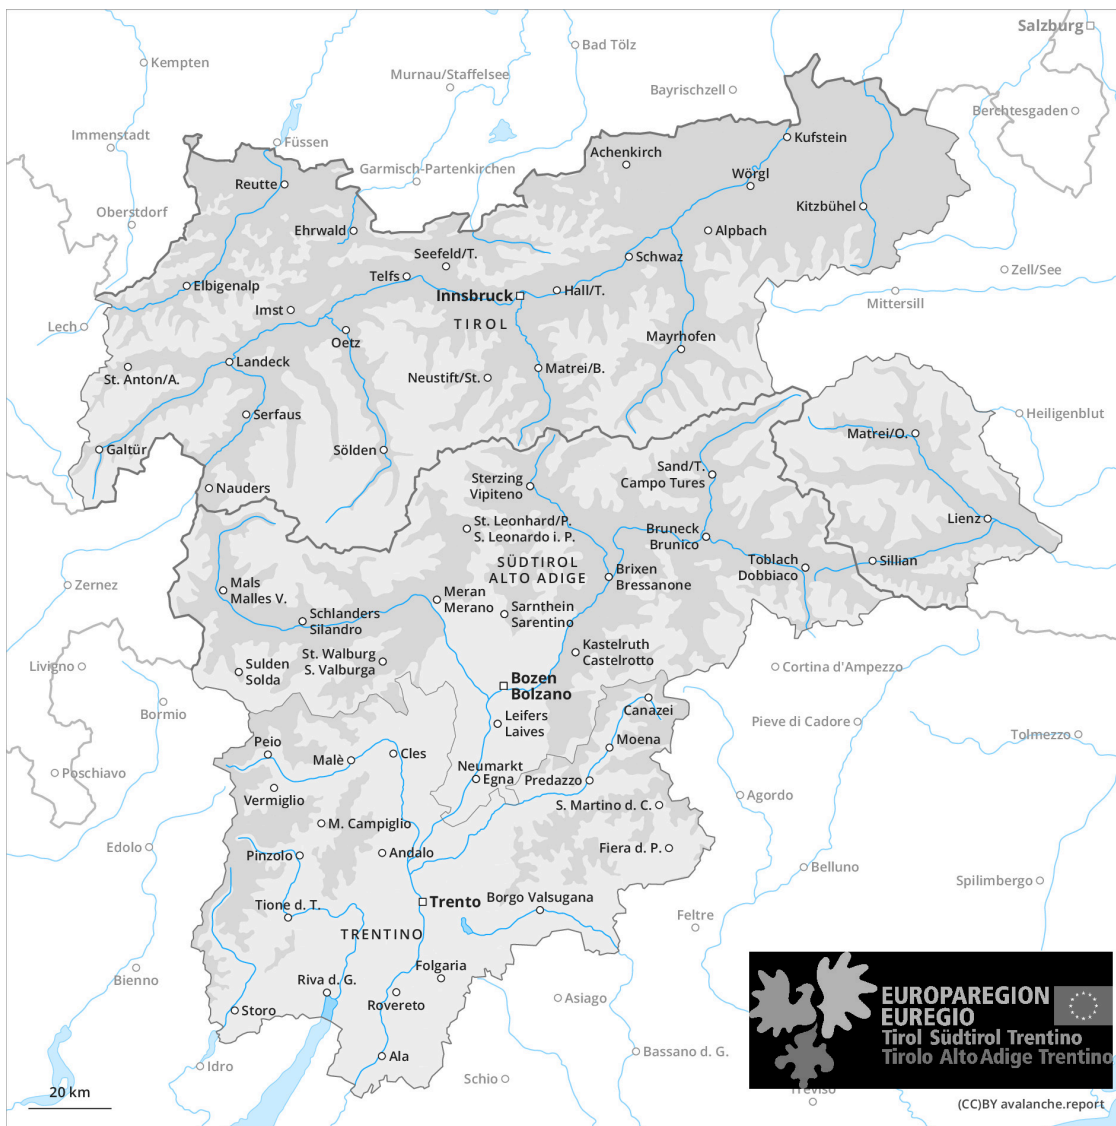 Salzburg
Bad Tölz
Kempten
Murnau/Staffelsee
Bayrischzell
Berchtesgaden
Immenstadt
Füssen
Kufstein
Achenkirch
Garmisch-Partenkirchen
Wörgl
Reutte
Oberstdorf
Kitzbühel
Ehrwald
Alpbach
Seefeld/T.
Schwaz
Telfs
Zell/See
Elbigenalp
Innsbruck
Hall/T.
Mittersill
Imst
TIROL
Lech
Oetz
Mayrhofen
Landeck
Matrei/B.
St. Anton/A.
Neustift/St.
Serfaus
Heiligenblut
Matrei/O.
Galtür
Sölden
Sand/T.
Campo Tures
Sterzing
Vipiteno
Nauders
Lienz
St. Leonhard/P.
S. Leonardo i. P.
Bruneck
Brunico
SÜDTIROL
ALTO ADIGE
Toblach
Dobbiaco
Sillian
Brixen
Bressanone
Zernez
Mals
Malles V.
Meran
Merano
Sarnthein
Sarentino
Schlanders
Silandro
Kastelruth
Castelrotto
St. Walburg
S. Valburga
Livigno
Sulden
Solda
Cortina d'Ampezzo
Bozen
Bolzano
Bormio
Canazei
Leifers
Laives
Pieve di Cadore
Tolmezzo
Peio
Moena
Malè
Cles
Neumarkt
Egna
Poschiavo
Predazzo
Vermiglio
Agordo
S. Martino d. C.
M. Campiglio
Edolo
Fiera d. P.
Pinzolo
Andalo
Belluno
Spilimbergo
Trento
Borgo Valsugana
Tione d. T.
Feltre
TRENTINO
Folgaria
Bienno
Riva d. G.
Asiago
Rovereto
Storo
EUROPAREGION
EUREGIO
Tirol Südtirol Trentino
Tirolo Alto Adige Trentino
Ala
Bassano d. G.
Idro
Schio
Treviso
20 km
(CC)BY avalanche.report